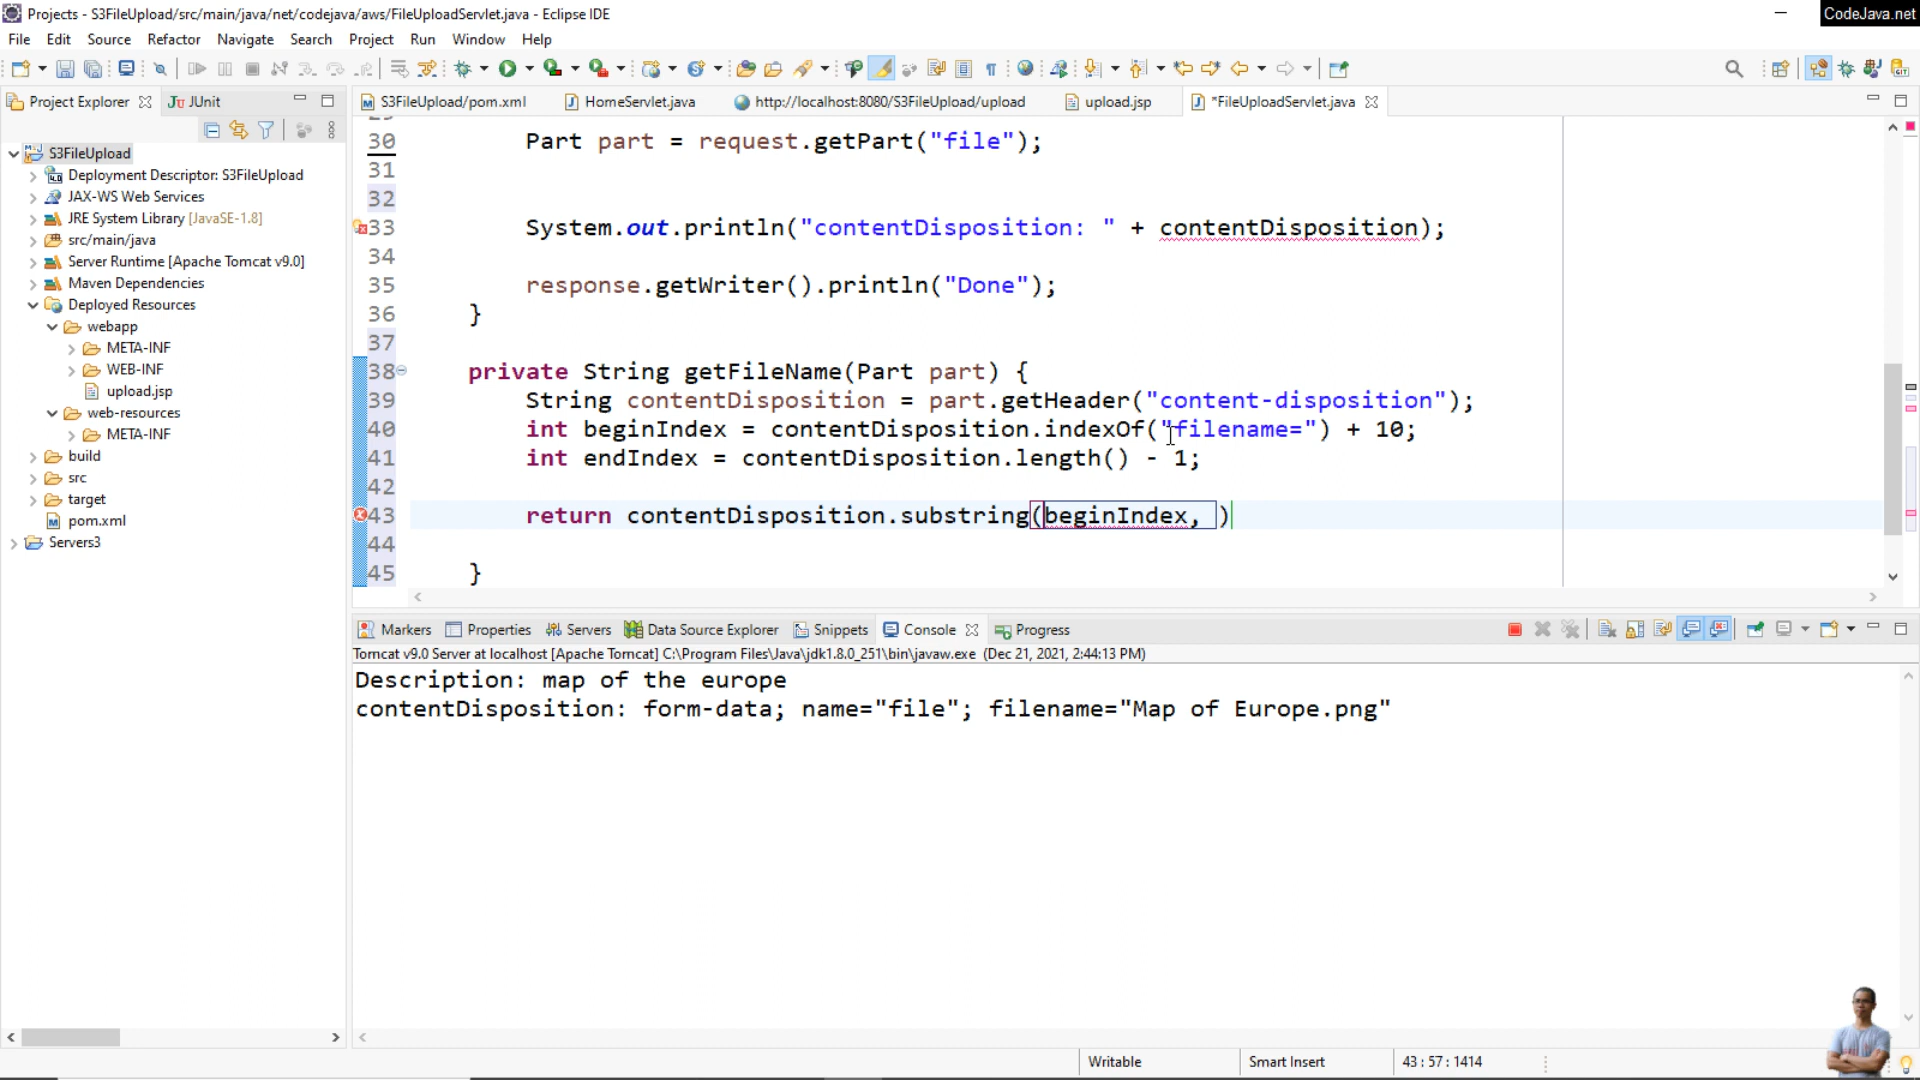 Projects - S3FileUpload/src/main/java/net/codejava/aws/FileUploadServlet.java - Eclipse IDE
CodeJava.net
File Edit Source Refactor Navigate Search Project Run Window Help
Project Explorer JUnit
S3FileUpload/pom.xml HomeServlet.java http://localhost:8080/S3FileUpload/upload upload.jsp *FileUploadServlet.java
S3FileUpload
Deployment Descriptor: S3FileUpload
JAX-WS Web Services
JRE System Library [JavaSE-1.8]
src/main/java
Server Runtime [Apache Tomcat v9.0]
Maven Dependencies
Deployed Resources
webapp
META-INF
WEB-INF
upload.jsp
web-resources
META-INF
build
src
target
pom.xml
Servers3
30 Part part = request.getPart("file");
31
32
33 System.out.println("contentDisposition: " + contentDisposition);
34
35 response.getWriter().println("Done");
36 }
37
38 private String getFileName(Part part) {
39 String contentDisposition = part.getHeader("content-disposition");
40 int beginIndex = contentDisposition.indexOf("filename=") + 10;
41 int endIndex = contentDisposition.length() - 1;
42
43 return contentDisposition.substring(beginIndex, )
44
45 }
Markers Properties Servers Data Source Explorer Snippets Console Progress
Tomcat v9.0 Server at localhost [Apache Tomcat] C:\Program Files\Java\jdk1.8.0_251\bin\javaw.exe (Dec 21, 2021, 2:44:13 PM)
Description: map of the europe
contentDisposition: form-data; name="file"; filename="Map of Europe.png"
Writable Smart Insert 43 : 57 : 1414